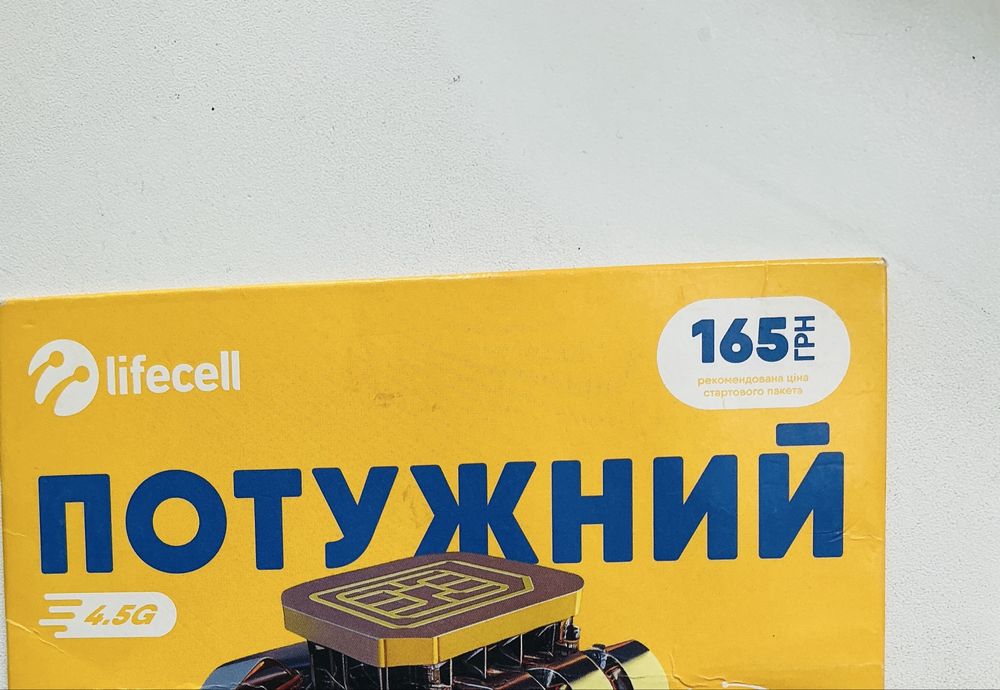 lifecell
165 ГРН
рекомендована ціна
стартового пакета
ПОТУЖНИЙ
4.5G